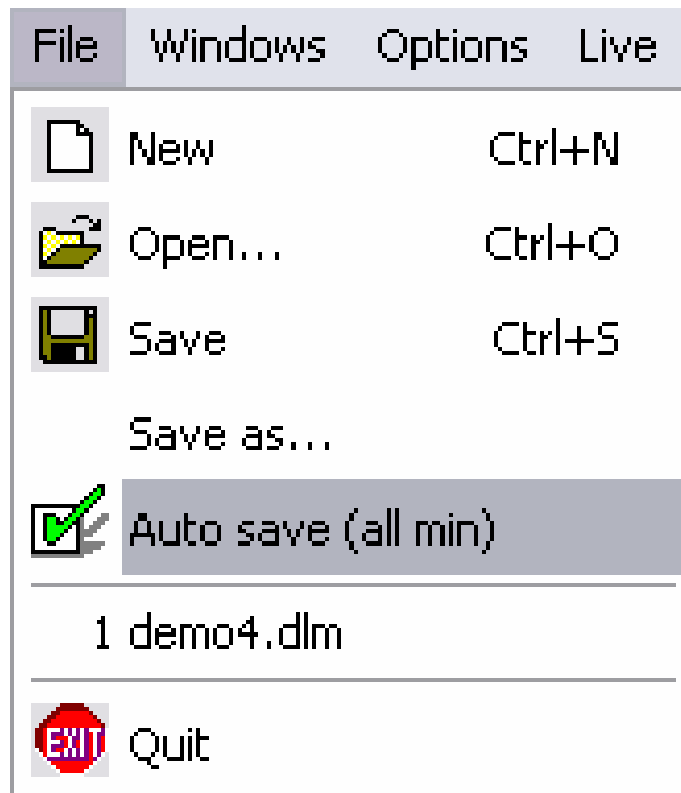 File Windows Options Live
New Ctrl+N
Open... Ctrl+O
Save Ctrl+S
Save as...
Auto save (all min)
1 demo4.dlm
EXIT Quit